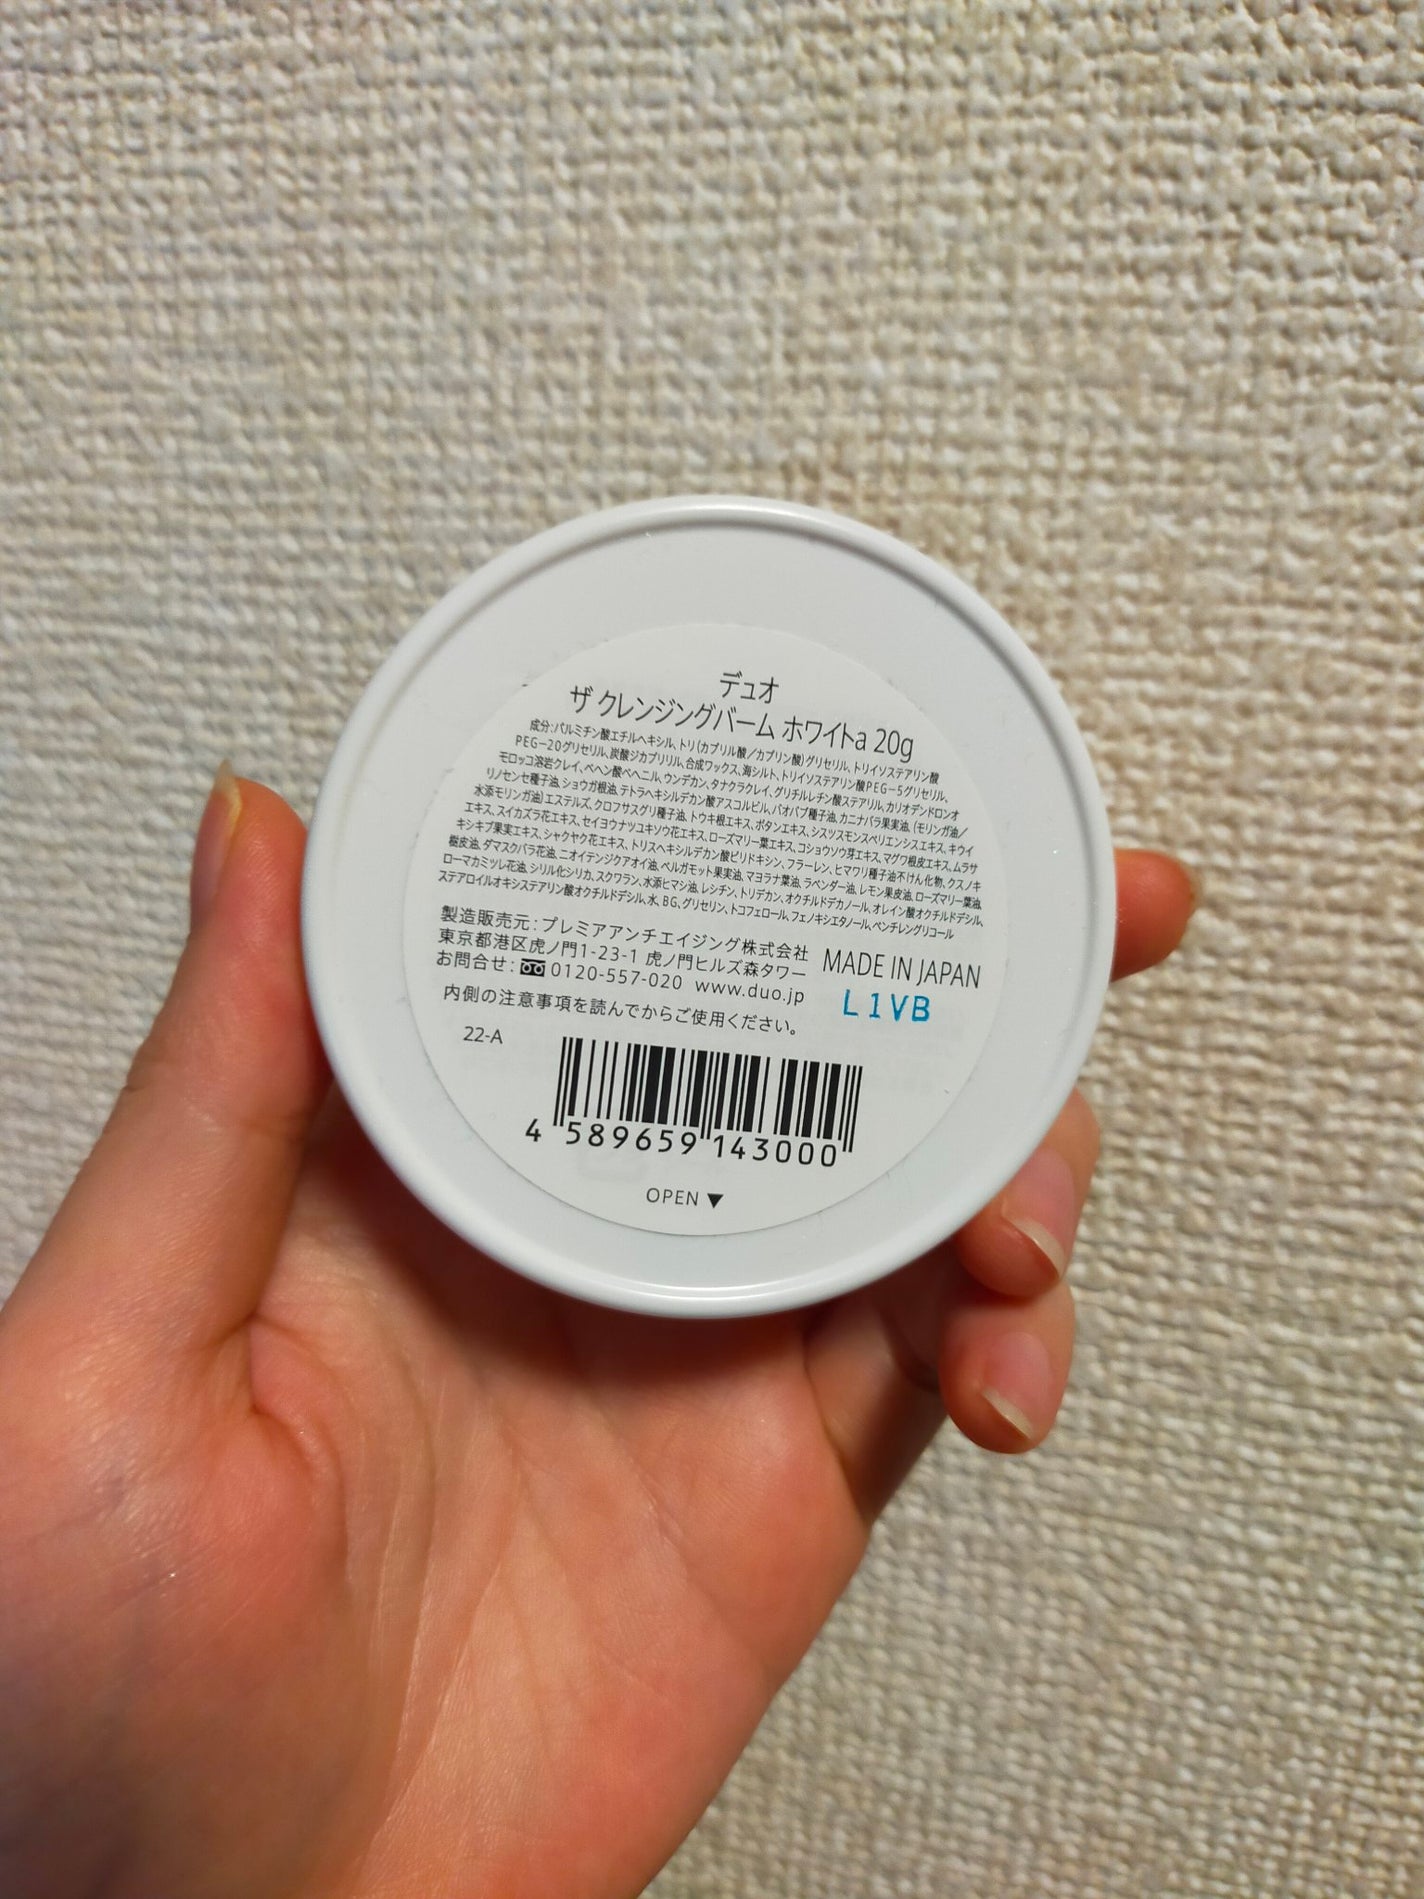 デュオ
ザ クレンジングバーム ホワイトa 20g
成分:パルミチン酸エチルヘキシル、トリ(カプリル酸/カプリン酸)グリセリル、トリイソステアリン酸
PEG-20グリセリル、炭酸ジカプリリル、合成ワックス、海シルト、トリイソステアリン酸PEG-5グリセリル、
モロッコ溶岩クレイ、ベヘン酸ベヘニル、ウンデカン、タナクラクレイ、グリチルレチン酸ステアリル、カリオデンドロンオ
リノセンセ種子油、ショウガ根油、テトラヘキシルデカン酸アスコルビル、バオバブ種子油、カニナバラ果実油、(モリンガ油/
水添モリンガ油)エステルズ、クロフサスグリ種子油、トウキ根エキス、ボタンエキス、シスツスモンスペリエンシスエキス、キウイ
エキス、スイカズラ花エキス、セイヨウナツユキソウ花エキス、ローズマリー葉エキス、コショウソウ芽エキス、マグワ根皮エキス、ムラサ
キシキブ果実エキス、シャクヤク花エキス、トリスヘキシルデカン酸ピリドキシン、フラーレン、ヒマワリ種子油不けん化物、クスノキ
樹皮油、ダマスクバラ花油、ニオイテンジクアオイ油、ベルガモット果実油、マヨラナ葉油、ラベンダー油、レモン果皮油、ローズマリー葉油、
ローマカミツレ花油、シリル化シリカ、スクワラン、水添ヒマシ油、レシチン、トリデカン、オクチルドデカノール、オレイン酸オクチルドデシル、
ステアロイルオキシステアリン酸オクチルドデシル、水、BG、グリセリン、トコフェロール、フェノキシエタノール、ペンチレングリコール
製造販売元:プレミアアンチエイジング株式会社
東京都港区虎ノ門1-23-1 虎ノ門ヒルズ森タワー
MADE IN JAPAN
お問合せ: 0120-557-020 www.duo.jp
L1VB
内側の注意事項を読んでからご使用ください。
22-A
4 589659 143000
OPEN ▼